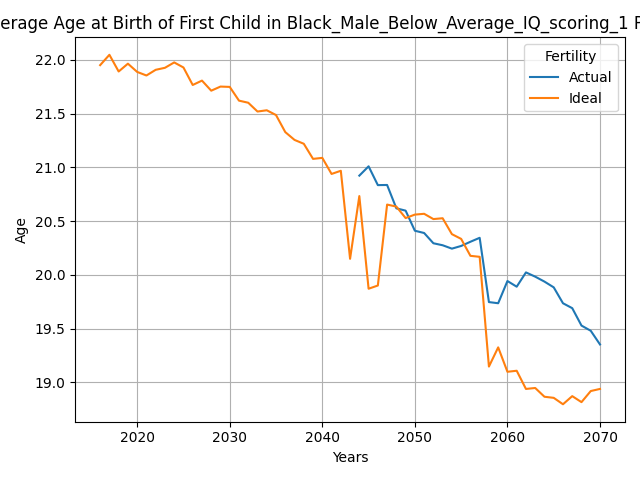 erage Age at Birth of First Child in Black_Male_Below_Average_IQ_scoring_1
Fertility
Actual
Ideal
22.0
21.5
21.0
20.5
20.0
19.5
19.0
Age
2020 2030 2040 2050 2060 2070
Years